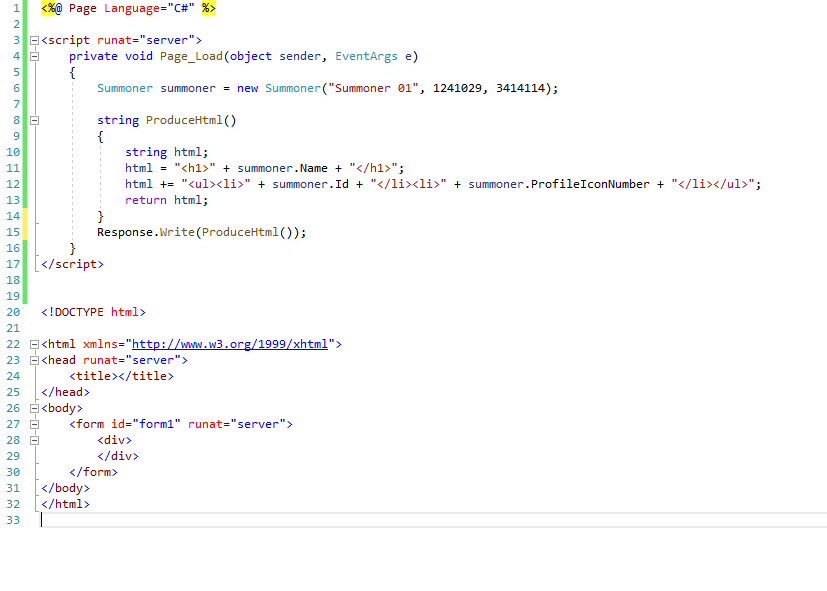 1 <%@ Page Language="C#" %>
2
3 <script runat="server">
4     private void Page_Load(object sender, EventArgs e)
5     {
6         Summoner summoner = new Summoner("Summoner 01", 1241029, 3414114);
7
8         string ProduceHtml()
9         {
10             string html;
11             html = "<h1>" + summoner.Name + "</h1>";
12             html += "<ul><li>" + summoner.Id + "</li><li>" + summoner.ProfileIconNumber + "</li></ul>";
13             return html;
14         }
15         Response.Write(ProduceHtml());
16     }
17 </script>
18
19
20 <!DOCTYPE html>
21
22 <html xmlns="http://www.w3.org/1999/xhtml">
23 <head runat="server">
24     <title></title>
25 </head>
26 <body>
27     <form id="form1" runat="server">
28         <div>
29         </div>
30     </form>
31 </body>
32 </html>
33